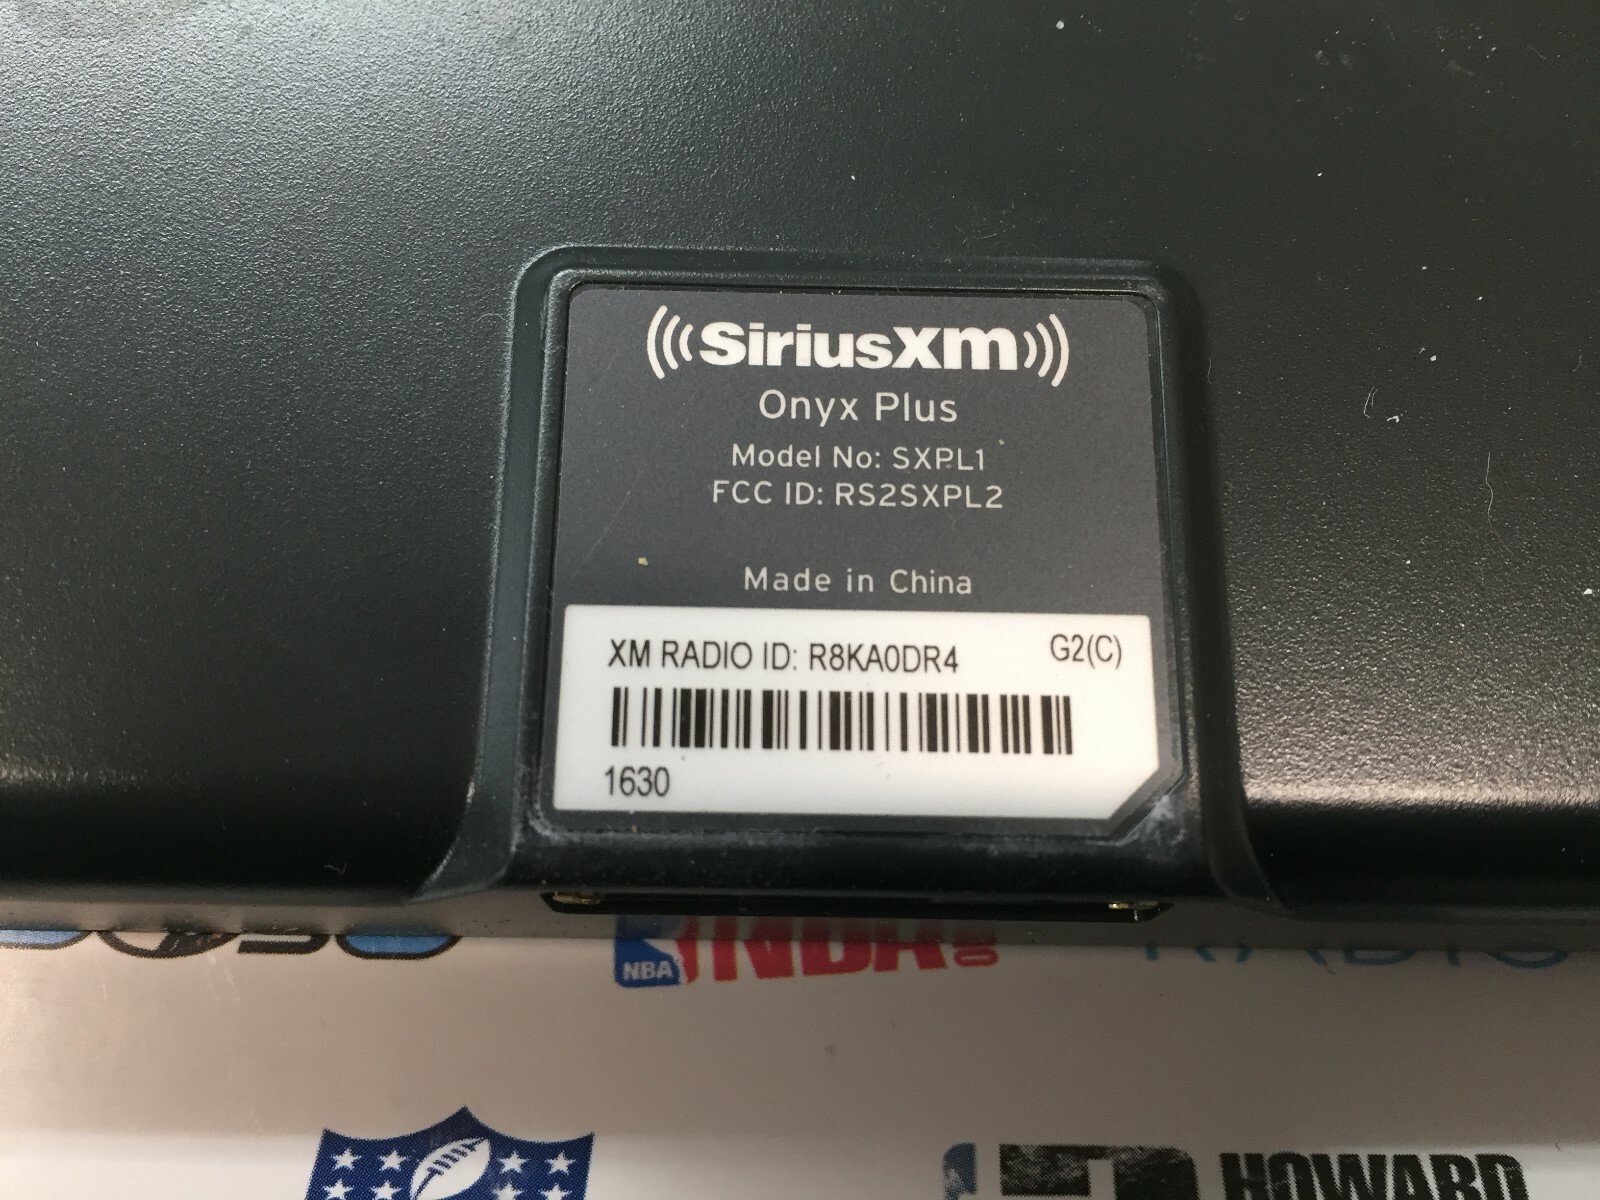 SiriusXM
Onyx Plus
Model No: SXPL1
FCC ID: RS2SXPL2
Made in China
XM RADIO ID: R8KA0DR4 G2(C)
1630
NBA
RADIO
HOWARD